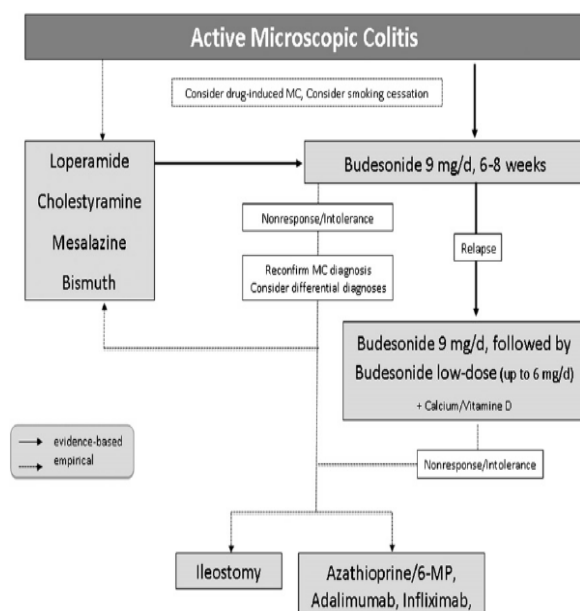 Active Microscopic Colitis
Consider drug-induced MC, Consider smoking cessation
Loperamide
Cholestyramine
Mesalazine
Bismuth
Budesonide 9 mg/d, 6-8 weeks
Nonresponse/Intolerance
Reconfirm MC diagnosis
Consider differential diagnoses
Relapse
Budesonide 9 mg/d, followed by
Budesonide low-dose (up to 6 mg/d)
+ Calcium/Vitamine D
evidence-based
empirical
Nonresponse/Intolerance
Ileostomy
Azathioprine/6-MP,
Adalimumab, Infliximab,